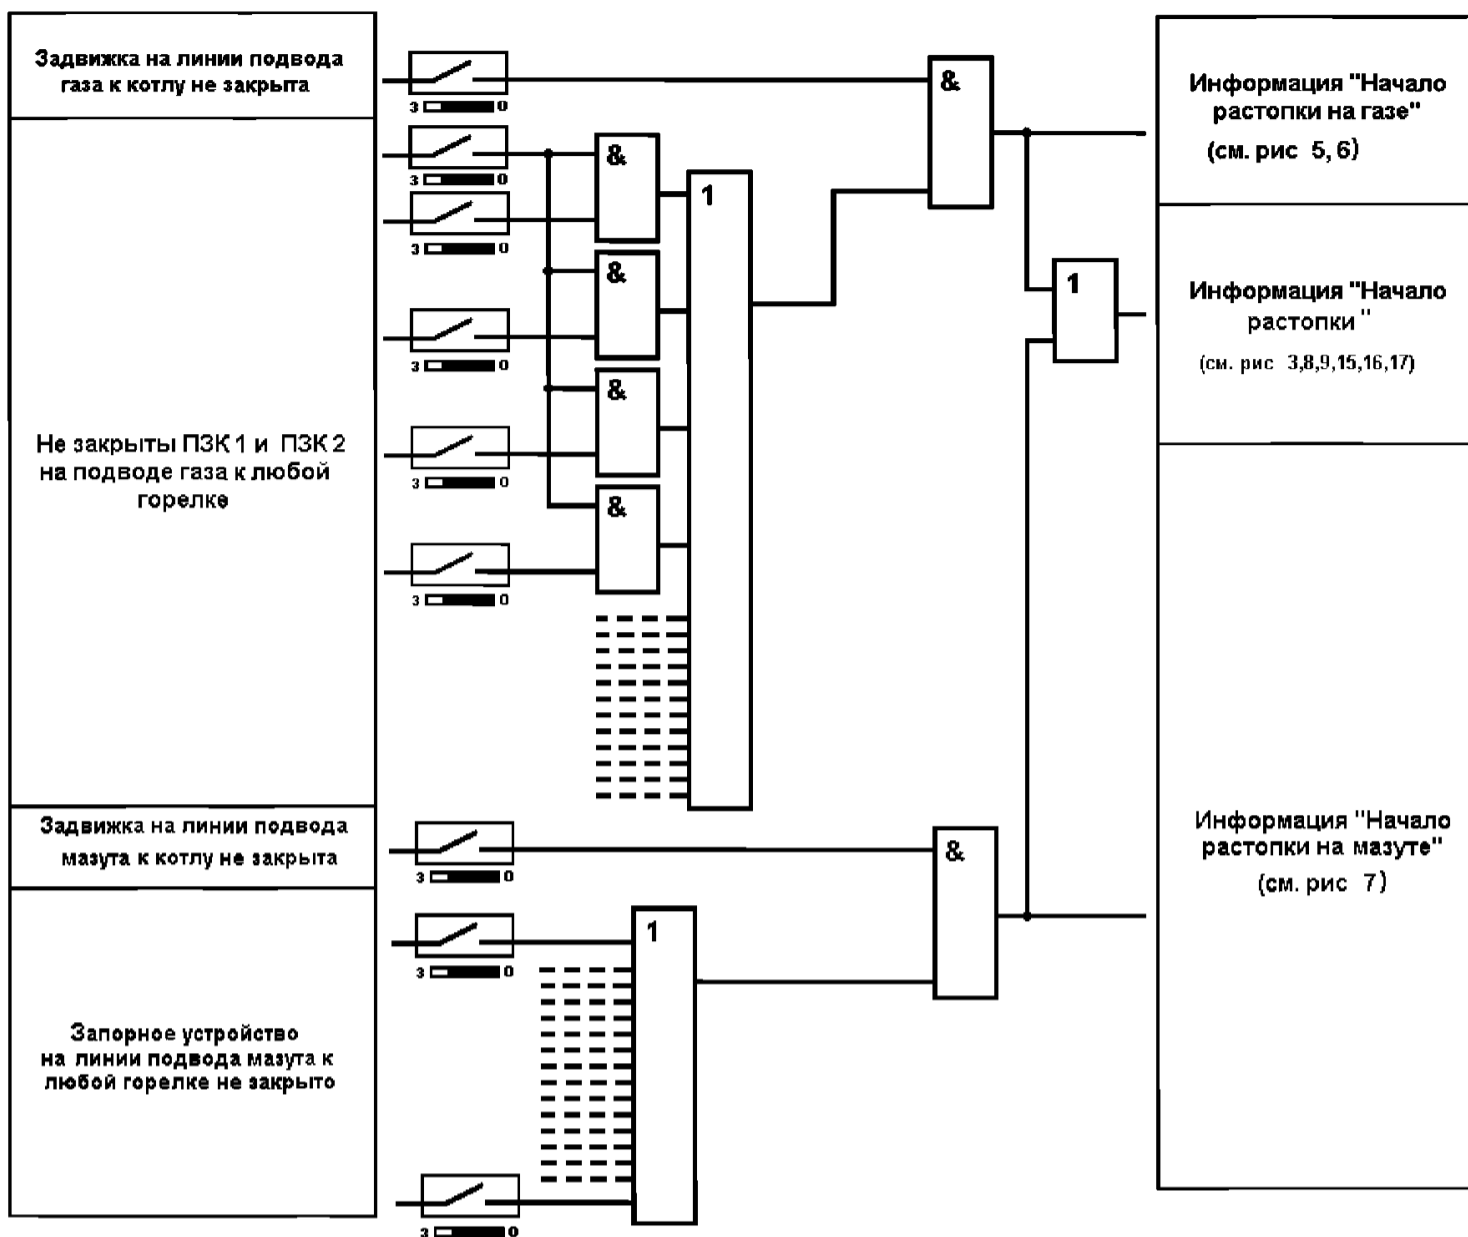 Задвижка на линии подвода
газа к котлу не закрыта
Не закрыты ПЗК 1 и ПЗК 2
на подводе газа к любой
горелке
Задвижка на линии подвода
мазута к котлу не закрыта
Запорное устройство
на линии подвода мазута к
любой горелке не закрыто
З О
З О
З О
З О
З О
З О
З О
З О
З О
&
&
&
&
&
1
&
1
1
&
Информация "Начало
растопки на газе"
(см. рис 5, 6)
Информация "Начало
растопки "
(см. рис 3,8,9,15,16,17)
Информация "Начало
растопки на мазуте"
(см. рис 7)